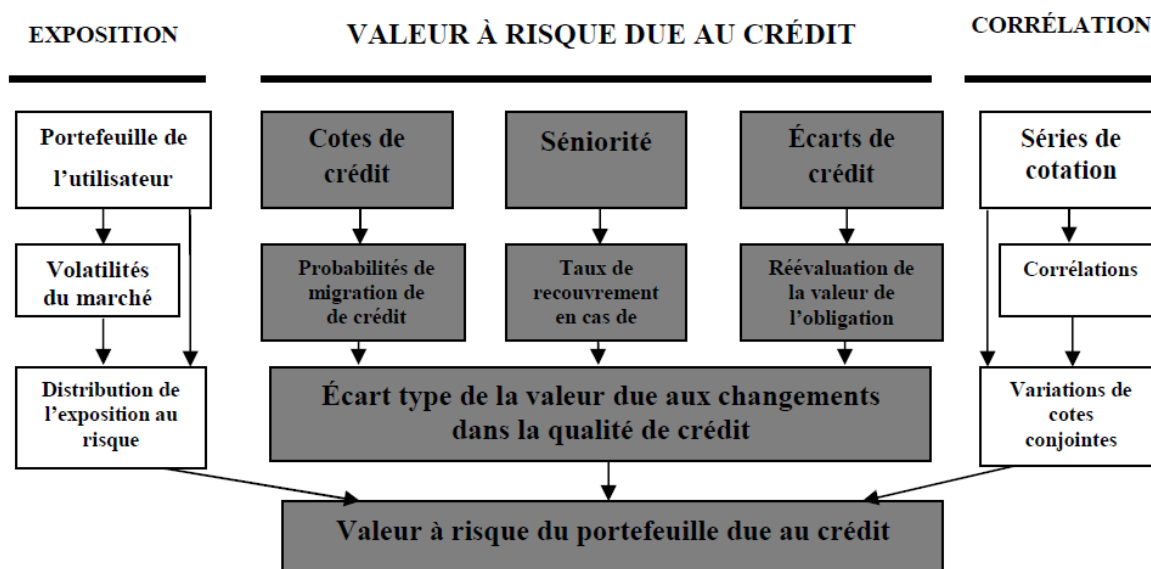 EXPOSITION
VALEUR À RISQUE DUE AU CRÉDIT
CORRÉLATION
Portefeuille de
l’utilisateur
Cotes de
crédit
Séniorité
Écarts de
crédit
Séries de
cotation
Volatilités
du marché
Probabilités de
migration de
de crédit
Taux de
recouvrement
en cas de
Réévaluation de
la valeur de
l’obligation
Corrélations
Distribution de
l’exposition au
risque
Écart type de la valeur due aux changements
dans la qualité de crédit
Variations de
cotes
conjointes
Valeur à risque du portefeuille due au crédit